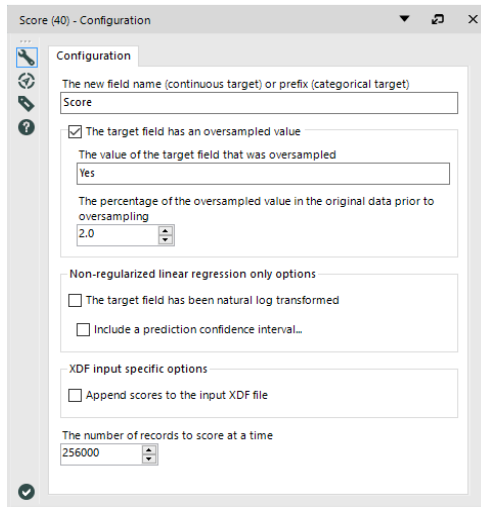 Score (40) - Configuration
Configuration
The new field name (continuous target) or prefix (categorical target)
Score
The target field has an oversampled value
The value of the target field that was oversampled
Yes
The percentage of the oversampled value in the original data prior to
oversampling
2.0
Non-regularized linear regression only options
The target field has been natural log transformed
Include a prediction confidence interval...
XDF input specific options
Append scores to the input XDF file
The number of records to score at a time
256000